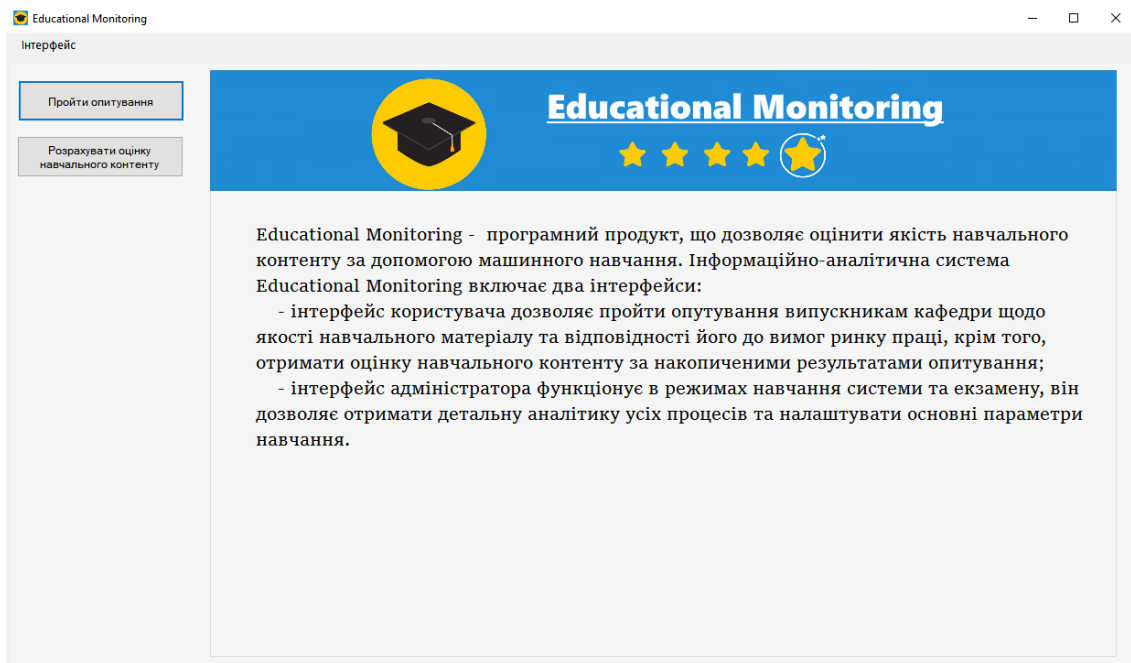 Educational Monitoring
Інтерфейс
Пройти опитування
Розрахувати оцінку
навчального контенту
Educational Monitoring
Educational Monitoring - програмний продукт, що дозволяє оцінити якість навчального
контенту за допомогою машинного навчання. Інформаційно-аналітична система
Educational Monitoring включає два інтерфейси:
- інтерфейс користувача дозволяє пройти опутування випускникам кафедри щодо
якості навчального матеріалу та відповідності його до вимог ринку праці, крім того,
отримати оцінку навчального контенту за накопиченими результатами опитування;
- інтерфейс адміністратора функціонує в режимах навчання системи та екзамену, він
дозволяє отримати детальну аналітику усіх процесів та налаштувати основні параметри
навчання.